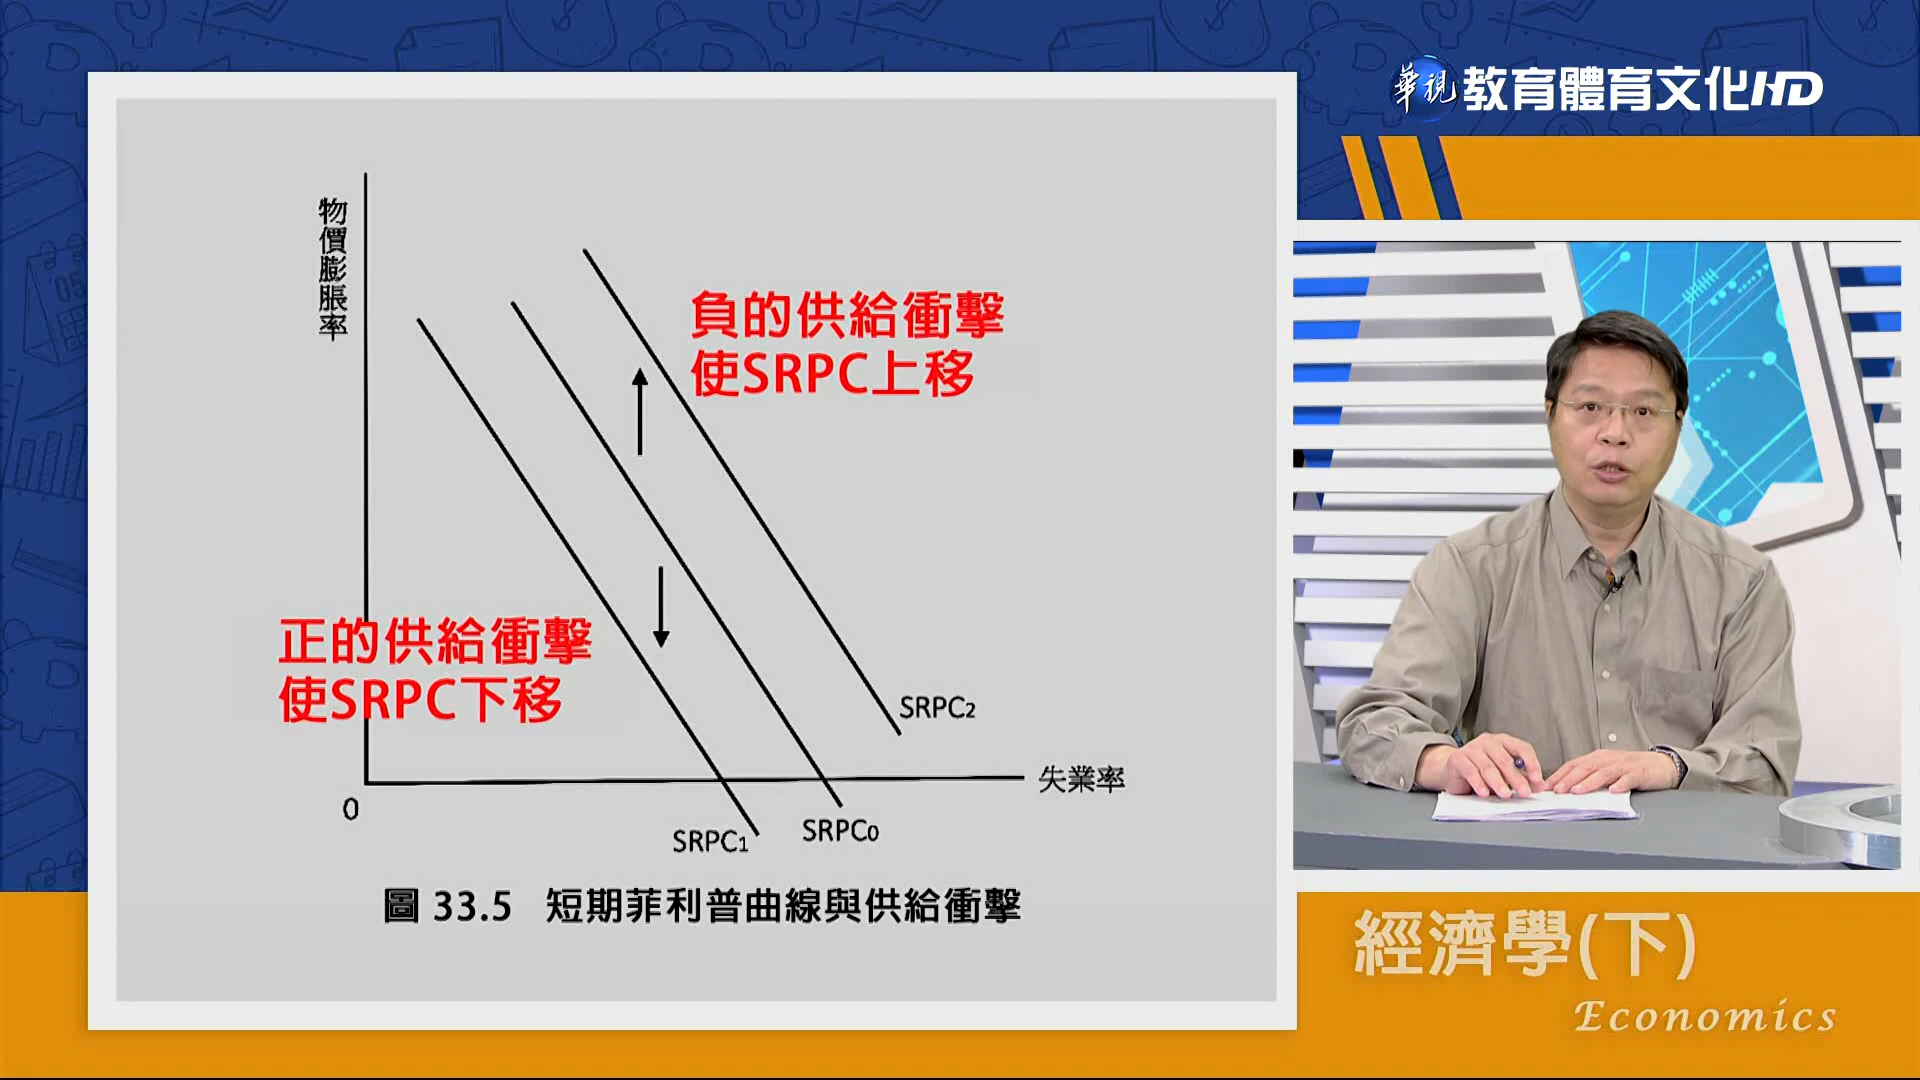 華視 教育體育文化HD
物價膨脹率
負的供給衝擊
使SRPC上移
正的供給衝擊
使SRPC下移
SRPC₂
失業率
0
SRPC₁
SRPC₀
圖 33.5 短期菲利普曲線與供給衝擊
經濟學(下)
Economics